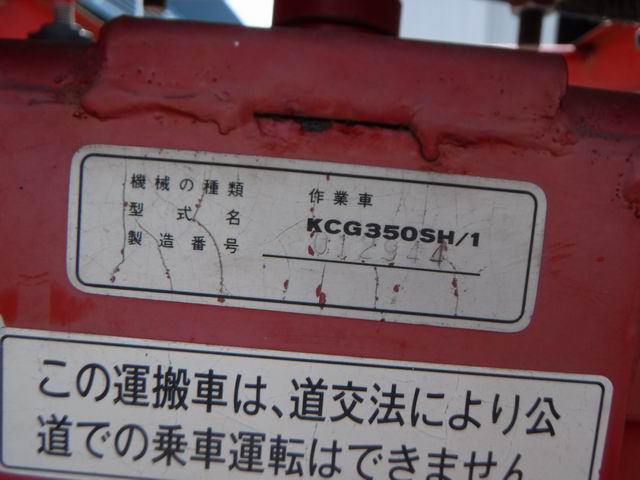 機械の種類 作業車
型式名 KCG350SH/1
製造番号 012944
この運搬車は、道交法により公
道での乗車運転はできません